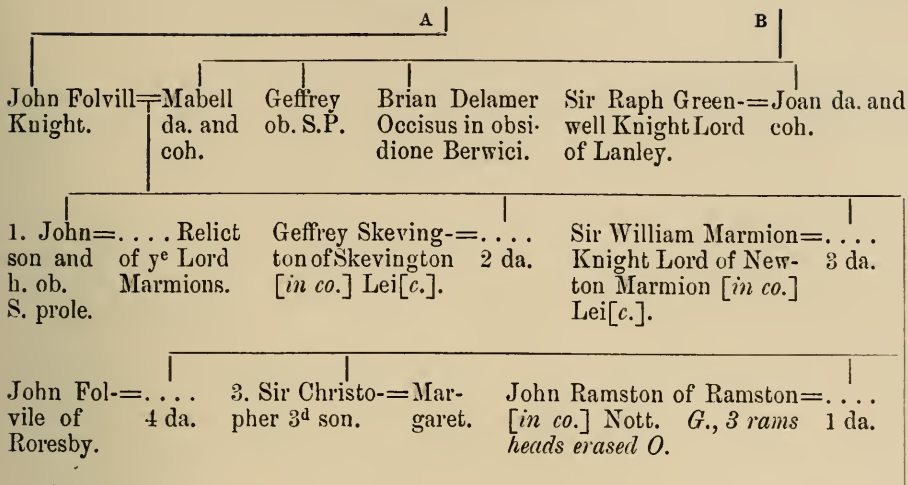 A B
John Folvill=Mabell Geffrey Brian Delamer Sir Raph Green-=Joan da. and
Knight. da. and ob. S.P. Occisus in obsi- well Knight Lord coh.
coh. dione Berwici. of Lanley.
1. John=. . . . Relict Geffrey Skeving-=. . . . Sir William Marmion=. . . .
son and of yᵉ Lord ton of Skevington 2 da. Knight Lord of New- 3 da.
h. ob. Marmions. [in co.] Lei[c.]. ton Marmion [in co.]
S. prole. Lei[c.].
John Fol-=. . . . 3. Sir Christo-=Mar- John Ramston of Ramston=. . . .
vile of 4 da. pher 3ᵈ son. garet. [in co.] Nott. G., 3 rams 1 da.
Roresby. heads erased O.